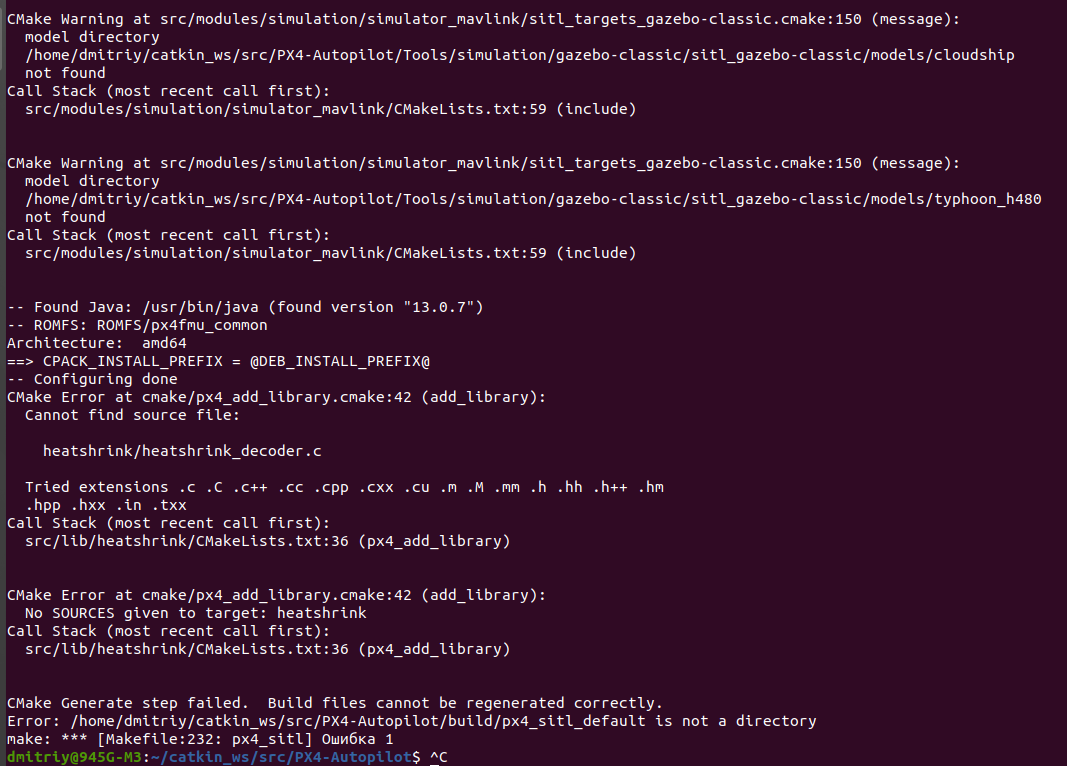 CMake Warning at src/modules/simulation/simulator_mavlink/sitl_targets_gazebo-classic.cmake:150 (message):
  model directory
  /home/dmitriy/catkin_ws/src/PX4-Autopilot/Tools/simulation/gazebo-classic/sitl_gazebo-classic/models/cloudship
  not found
Call Stack (most recent call first):
  src/modules/simulation/simulator_mavlink/CMakeLists.txt:59 (include)


CMake Warning at src/modules/simulation/simulator_mavlink/sitl_targets_gazebo-classic.cmake:150 (message):
  model directory
  /home/dmitriy/catkin_ws/src/PX4-Autopilot/Tools/simulation/gazebo-classic/sitl_gazebo-classic/models/typhoon_h480
  not found
Call Stack (most recent call first):
  src/modules/simulation/simulator_mavlink/CMakeLists.txt:59 (include)


-- Found Java: /usr/bin/java (found version "13.0.7")
-- ROMFS: ROMFS/px4fmu_common
Architecture:  amd64
==> CPACK_INSTALL_PREFIX = @DEB_INSTALL_PREFIX@
-- Configuring done
CMake Error at cmake/px4_add_library.cmake:42 (add_library):
  Cannot find source file:

    heatshrink/heatshrink_decoder.c

  Tried extensions .c .C .c++ .cc .cpp .cxx .cu .m .M .mm .h .hh .h++ .hm
  .hpp .hxx .in .txx
Call Stack (most recent call first):
  src/lib/heatshrink/CMakeLists.txt:36 (px4_add_library)


CMake Error at cmake/px4_add_library.cmake:42 (add_library):
  No SOURCES given to target: heatshrink
Call Stack (most recent call first):
  src/lib/heatshrink/CMakeLists.txt:36 (px4_add_library)


CMake Generate step failed.  Build files cannot be regenerated correctly.
Error: /home/dmitriy/catkin_ws/src/PX4-Autopilot/build/px4_sitl_default is not a directory
make: *** [Makefile:232: px4_sitl] Ошибка 1
dmitriy@945G-M3:~/catkin_ws/src/PX4-Autopilot$ ^C